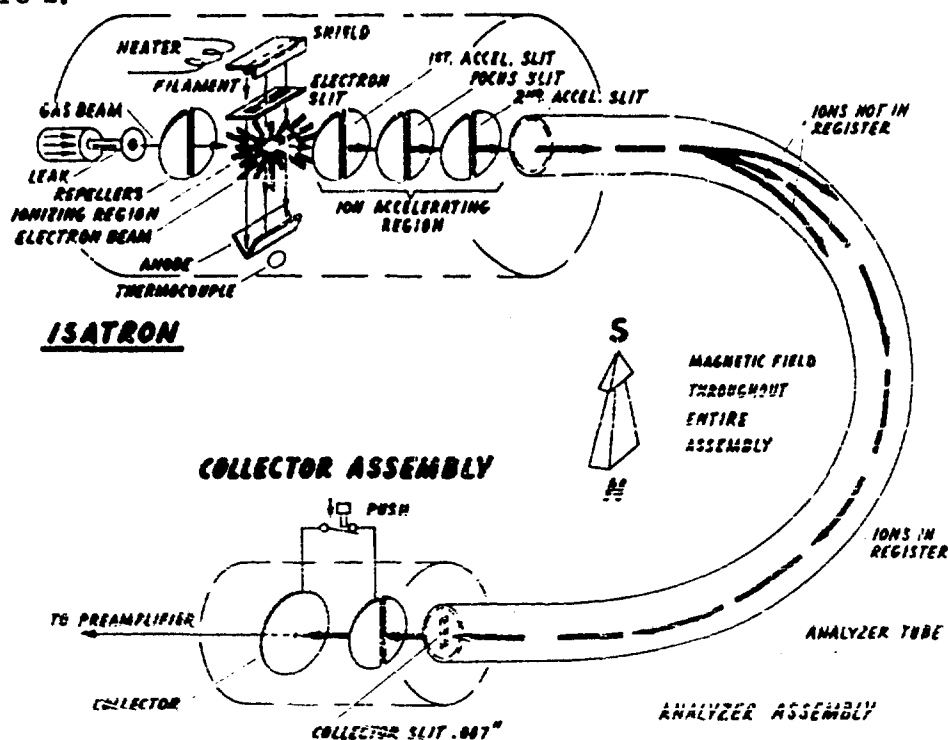 HEATER
SHIELD
FILAMENT
ELECTRON
SLIT
1ST. ACCEL. SLIT
FOCUS SLIT
2ND ACCEL. SLIT
GAS BEAM
IONS NOT IN
REGISTER
LEAK
REPELLERS
IONIZING REGION
ELECTRON BEAM
ION ACCELERATING
REGION
ANODE
THERMOCOUPLE
ISATRON
S
MAGNETIC FIELD
THROUGHOUT
ENTIRE
ASSEMBLY
N
COLLECTOR ASSEMBLY
PUSH
IONS IN
REGISTER
TO PREAMPLIFIER
ANALYZER TUBE
COLLECTOR
COLLECTOR SLIT .007"
ANALYZER ASSEMBLY